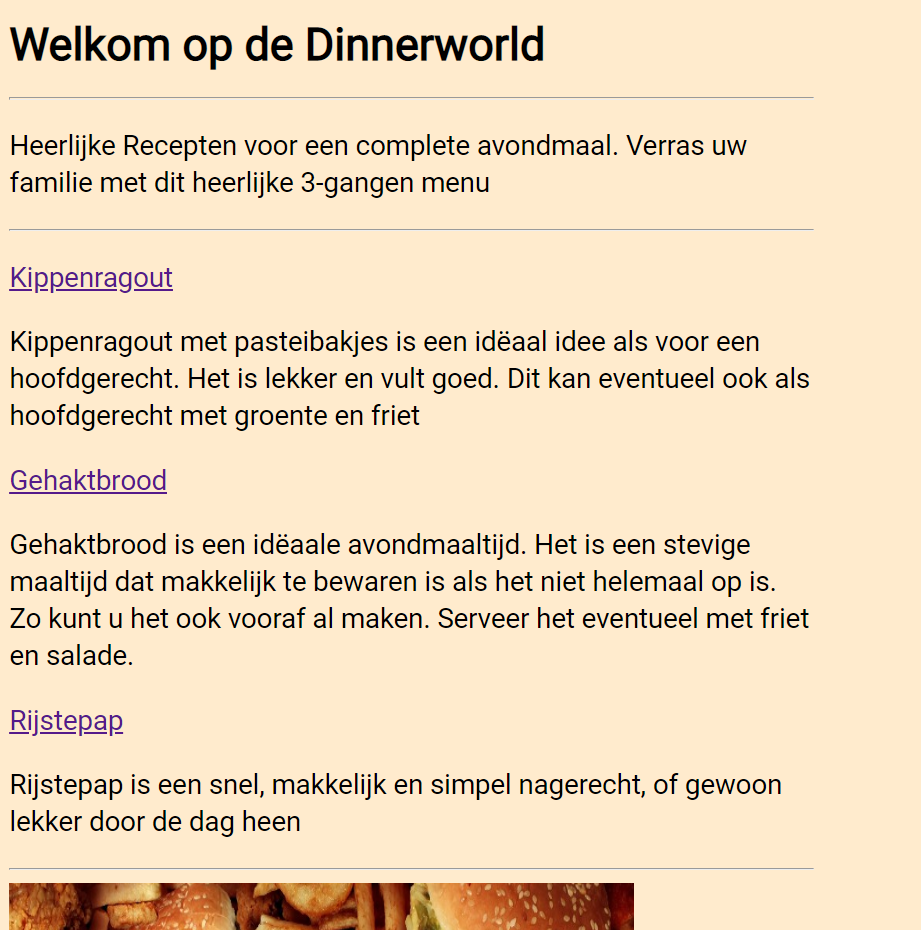 Welkom op de Dinnerworld
Heerlijke Recepten voor een complete avondmaal. Verras uw
familie met dit heerlijke 3-gangen menu
Kippenragout
Kippenragout met pasteibakjes is een idëaal idee als voor een
hoofdgerecht. Het is lekker en vult goed. Dit kan eventueel ook als
hoofdgerecht met groente en friet
Gehaktbrood
Gehaktbrood is een idëaale avondmaaltijd. Het is een stevige
maaltijd dat makkelijk te bewaren is als het niet helemaal op is.
Zo kunt u het ook vooraf al maken. Serveer het eventueel met friet
en salade.
Rijstepap
Rijstepap is een snel, makkelijk en simpel nagerecht, of gewoon
lekker door de dag heen